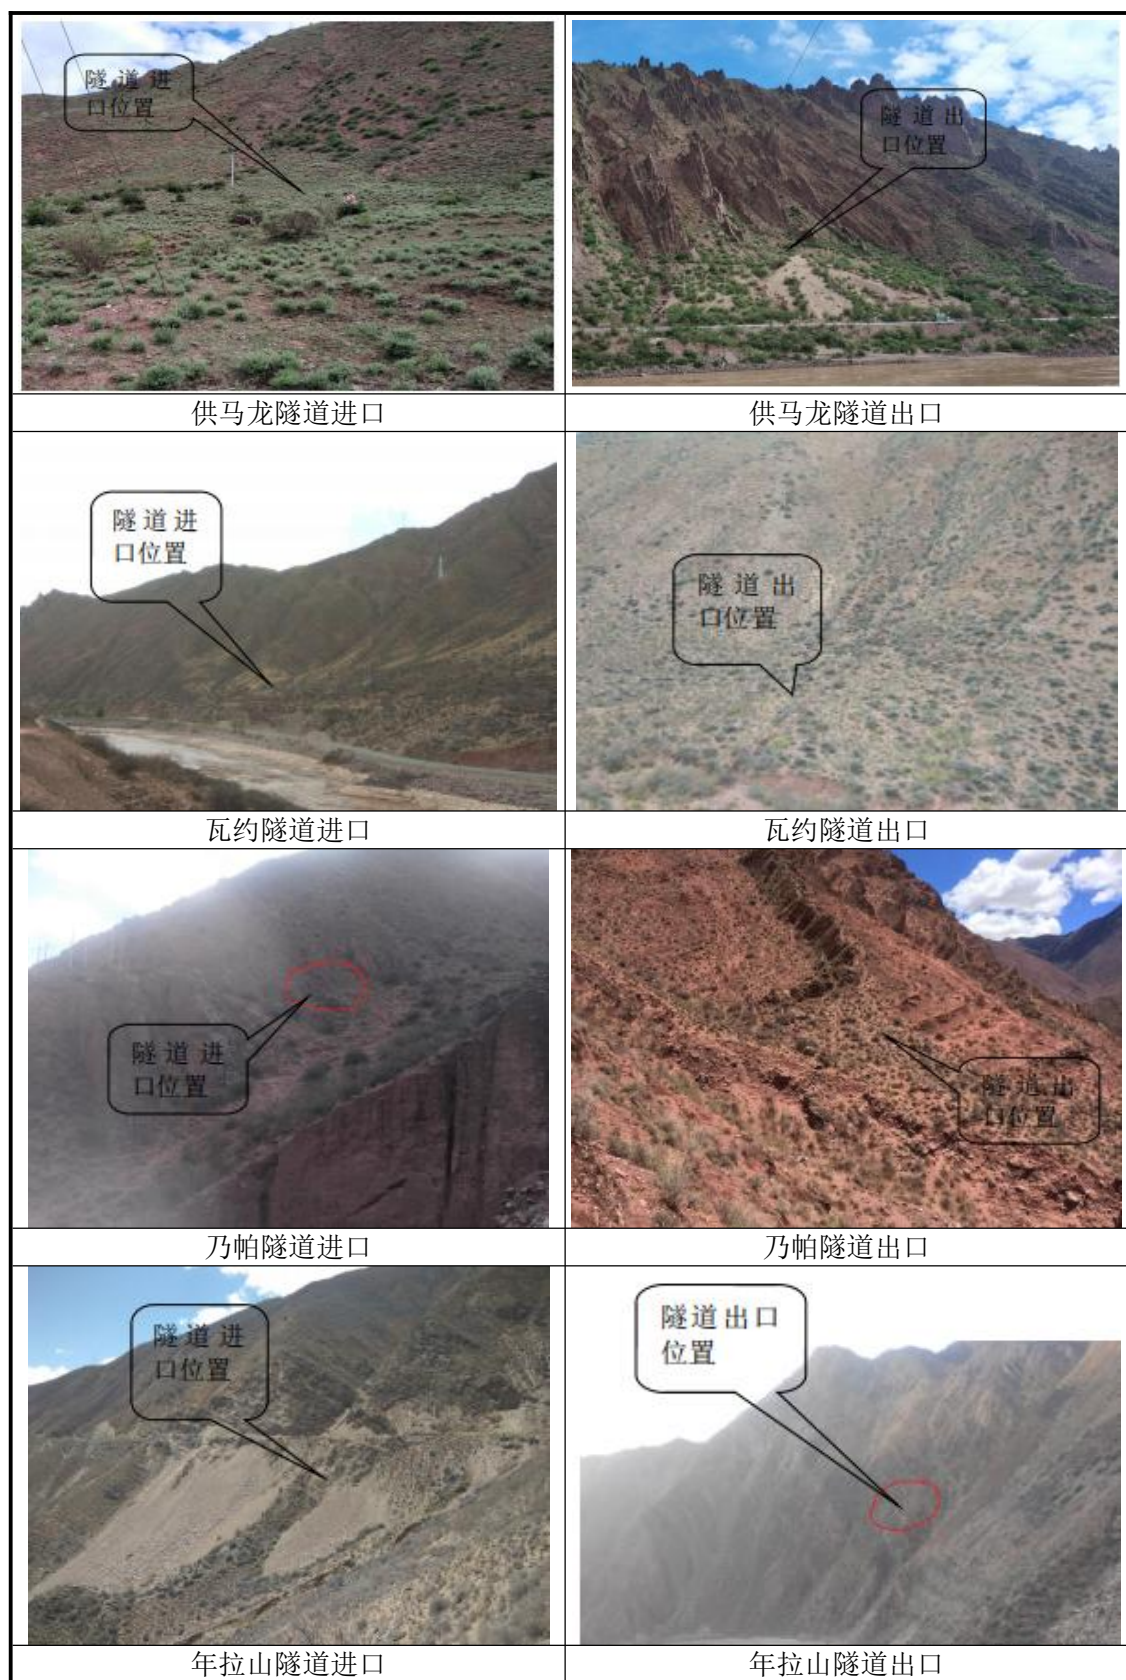 隧道进
口位置
隧道出
口位置
供马龙隧道进口
供马龙隧道出口
隧道进
口位置
隧道出
口位置
瓦约隧道进口
瓦约隧道出口
隧道进
口位置
隧道出
口位置
乃帕隧道进口
乃帕隧道出口
隧道进
口位置
隧道出口
位置
年拉山隧道进口
年拉山隧道出口